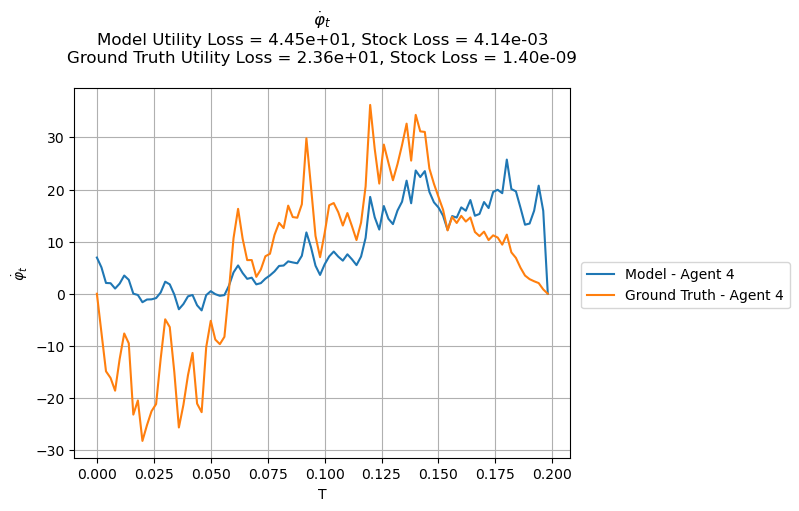 φ̇ₜ
Model Utility Loss = 4.45e+01, Stock Loss = 4.14e-03
Ground Truth Utility Loss = 2.36e+01, Stock Loss = 1.40e-09
φ̇ₜ
30
20
10
0
−10
−20
−30
0.000 0.025 0.050 0.075 0.100 0.125 0.150 0.175 0.200
T
Model - Agent 4
Ground Truth - Agent 4